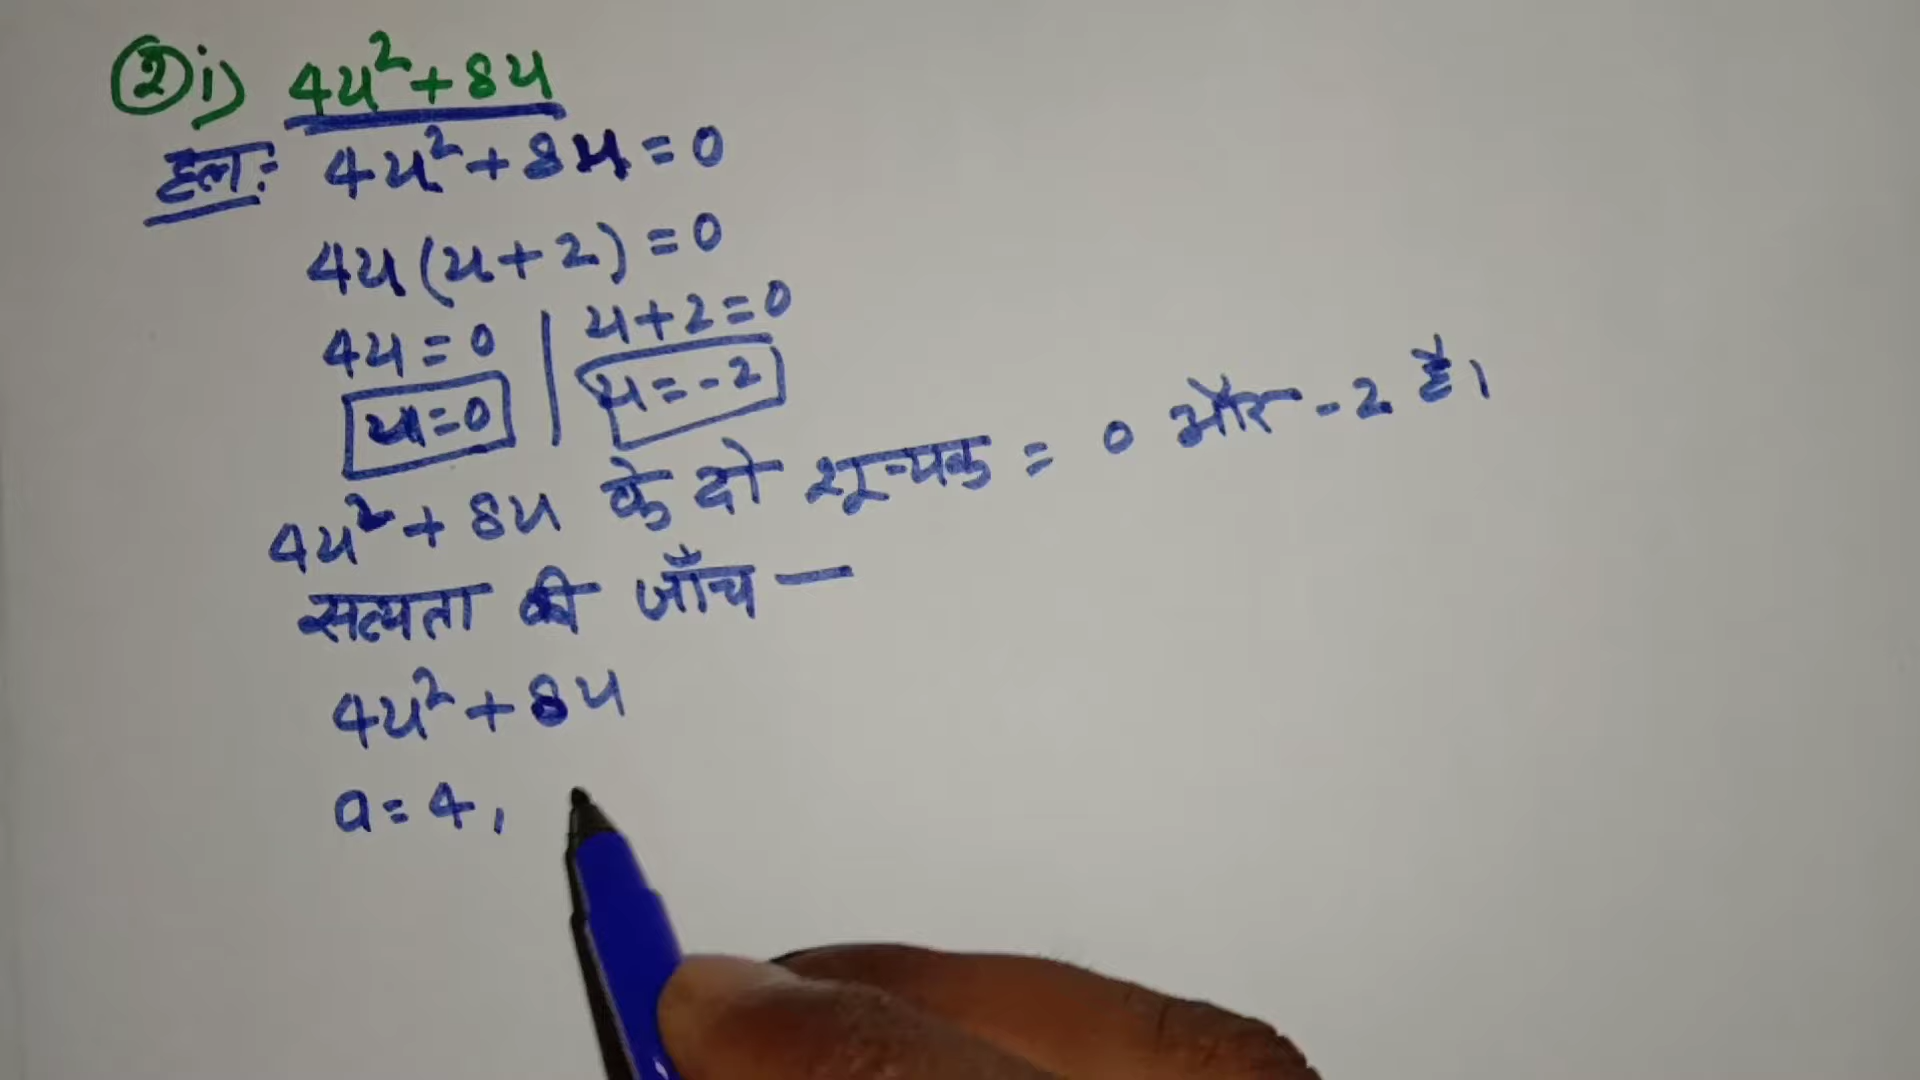 ② i) 4u²+8u
हल:- 4u²+8u=0
4u(u+2)=0
4u=0 | u+2=0
u=0 | u=-2
4u²+8u के दो शून्यक = 0 और -2 है।
सत्यता की जाँच —
4u²+8u
a=4,